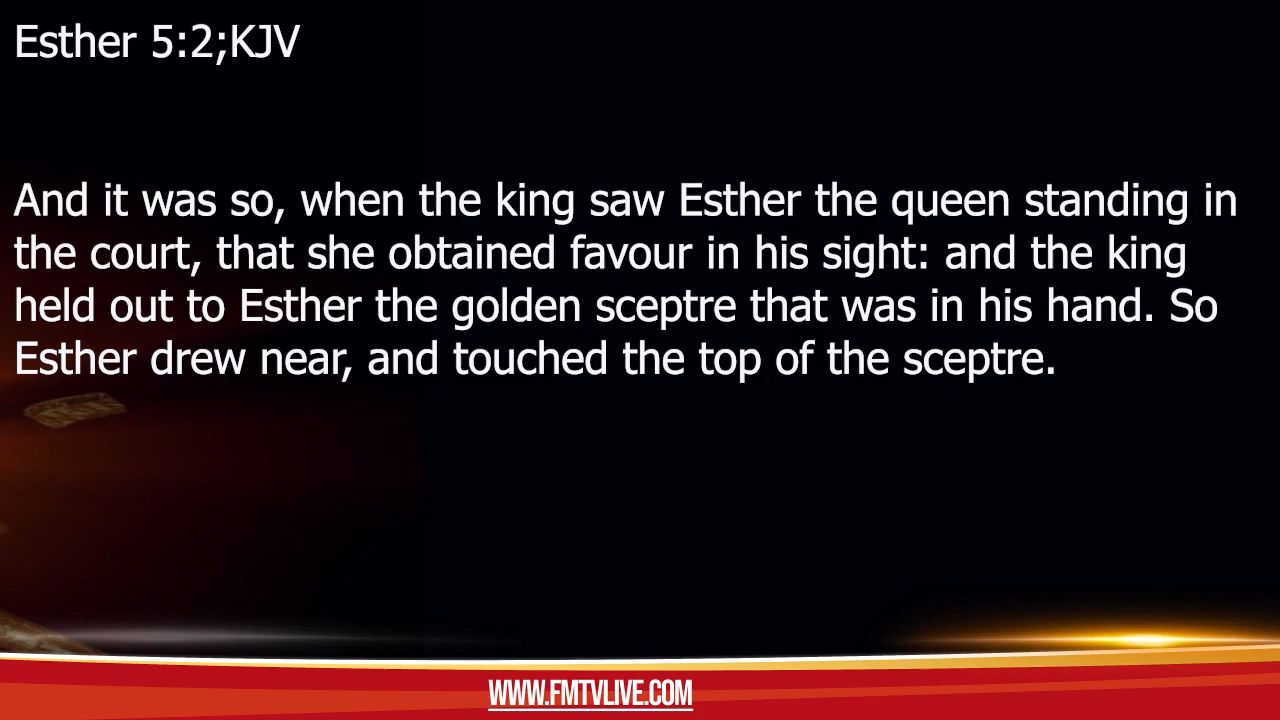 Esther 5:2;KJV
And it was so, when the king saw Esther the queen standing in
the court, that she obtained favour in his sight: and the king
held out to Esther the golden sceptre that was in his hand. So
Esther drew near, and touched the top of the sceptre.
WWW.FMTVLIVE.COM